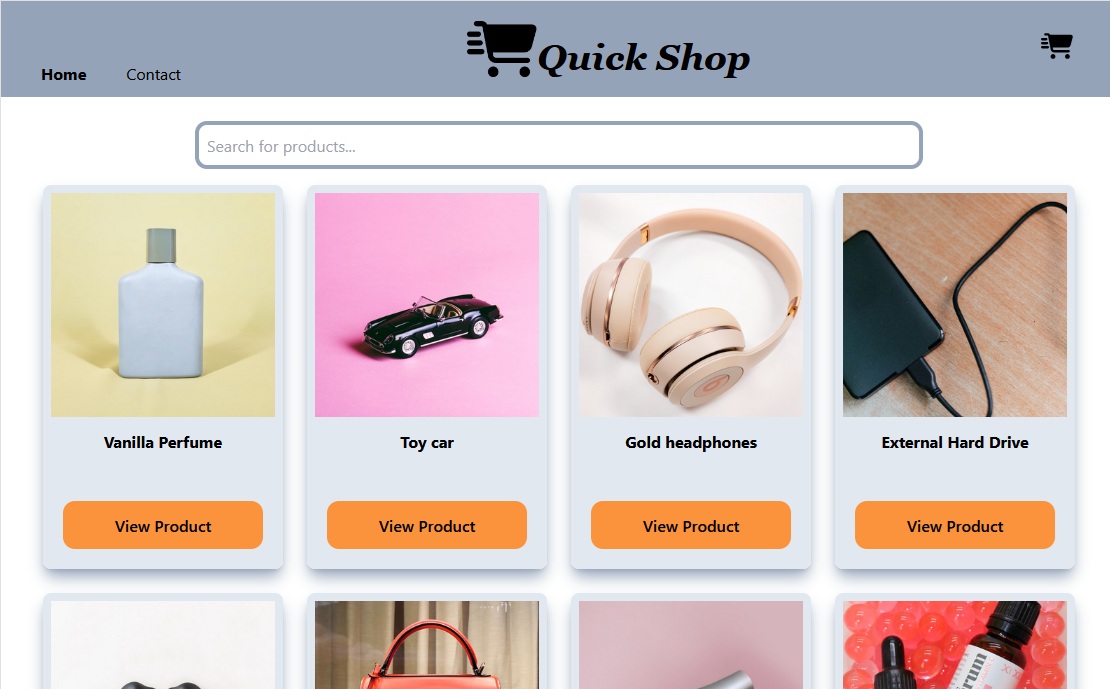 Quick Shop
Home Contact
Search for products...
Vanilla Perfume
Toy car
Gold headphones
External Hard Drive
View Product
View Product
View Product
View Product